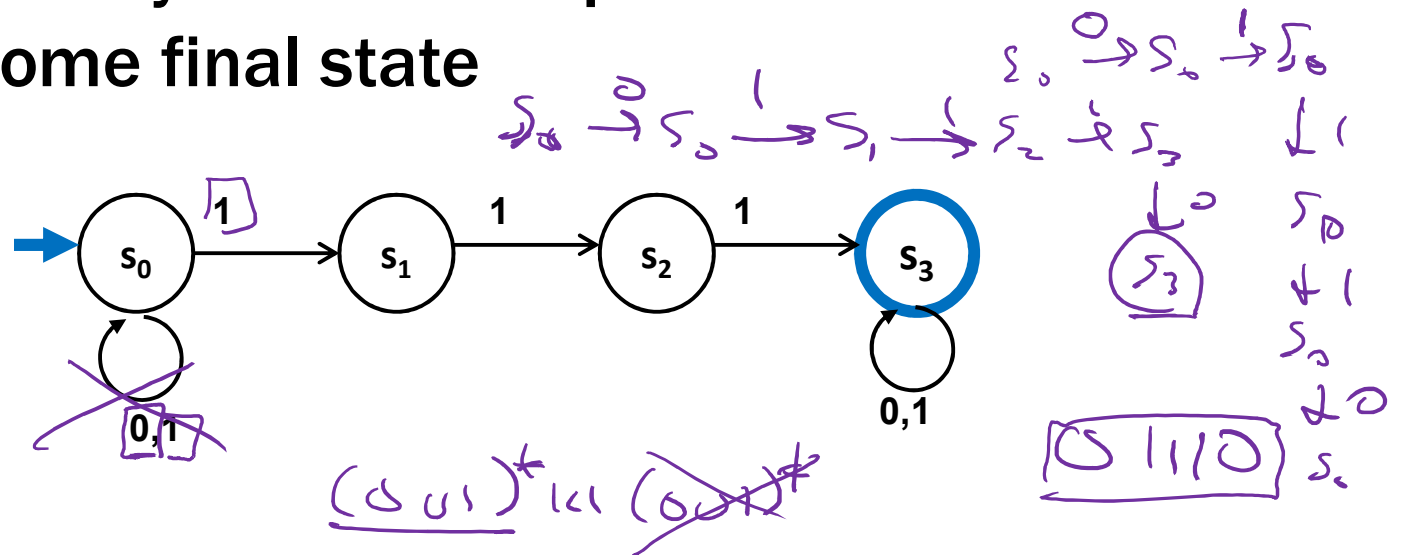 ome final state
s₀ →0 s₀ →1 s₀
s₀ →0 s₀ →1 s₁ →1 s₂ → s₃
↓1
1 1 1
↓0
s₀ s₁ s₂ s₃
s₃
s₀
↓1
s₀
0,1
0,1
↓0
(0∪1)*111(0∪1)*
01110
s₀